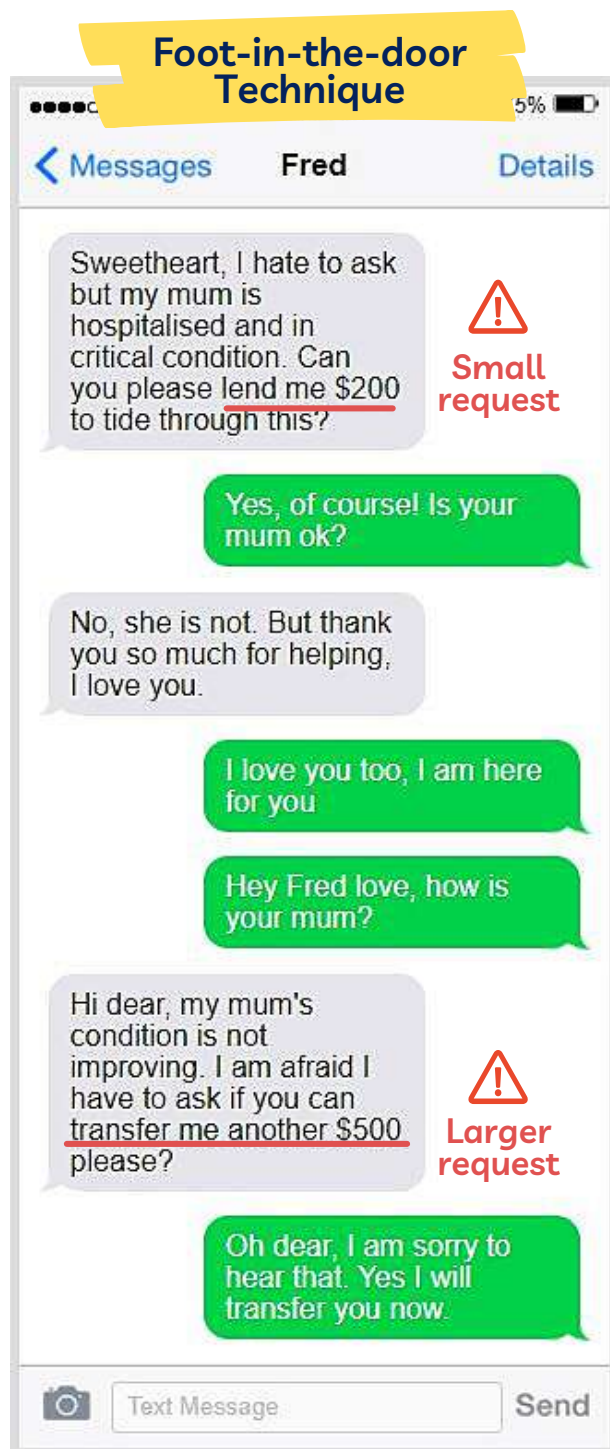 Foot-in-the-door
Technique
5%
Messages
Fred
Details
Sweetheart, I hate to ask
but my mum is
hospitalised and in
critical condition. Can
you please lend me $200
to tide through this?
Small
request
Yes, of course! Is your
mum ok?
No, she is not. But thank
you so much for helping,
I love you.
I love you too, I am here
for you
Hey Fred love, how is
your mum?
Hi dear, my mum's
condition is not
improving. I am afraid I
have to ask if you can
transfer me another $500
please?
Larger
request
Oh dear, I am sorry to
hear that. Yes I will
transfer you now.
Text Message
Send